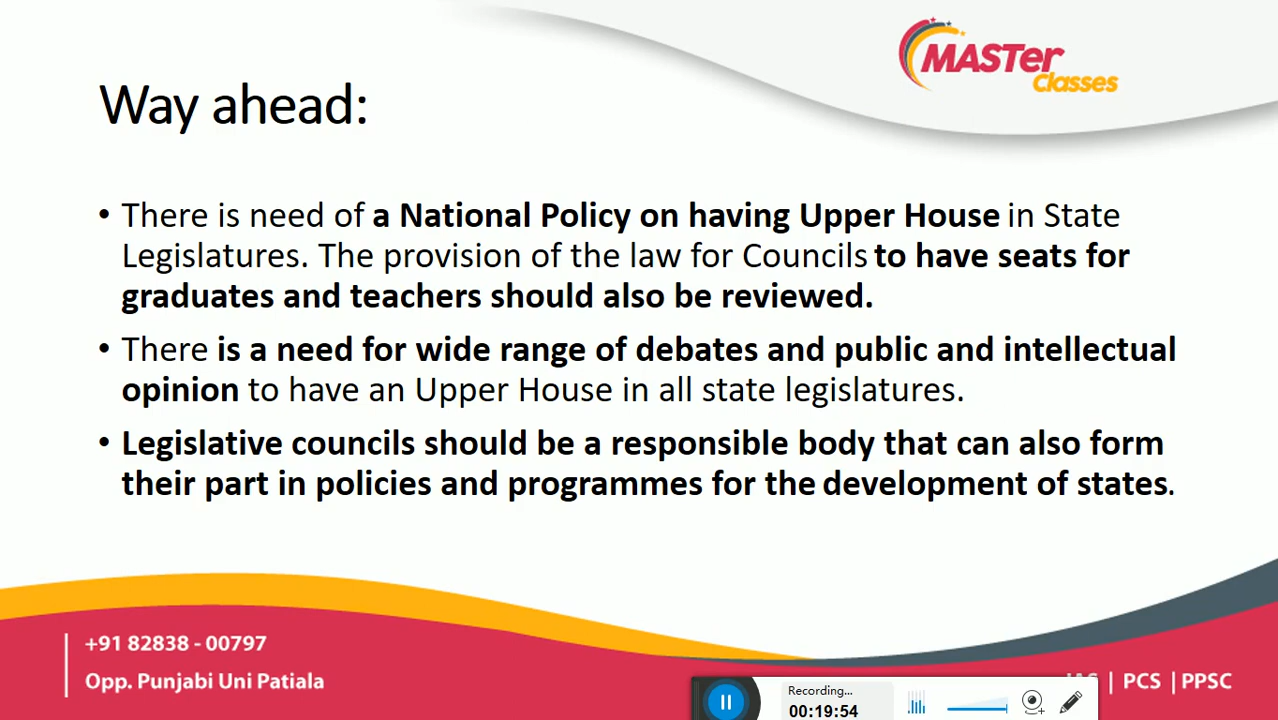 MASTer
Classes
Way ahead:
• There is need of a National Policy on having Upper House in State
Legislatures. The provision of the law for Councils to have seats for
graduates and teachers should also be reviewed.
• There is a need for wide range of debates and public and intellectual
opinion to have an Upper House in all state legislatures.
• Legislative councils should be a responsible body that can also form
their part in policies and programmes for the development of states.
+91 82838 - 00797
Opp. Punjabi Uni Patiala
IAS | PCS | PPSC
Recording...
00:19:54